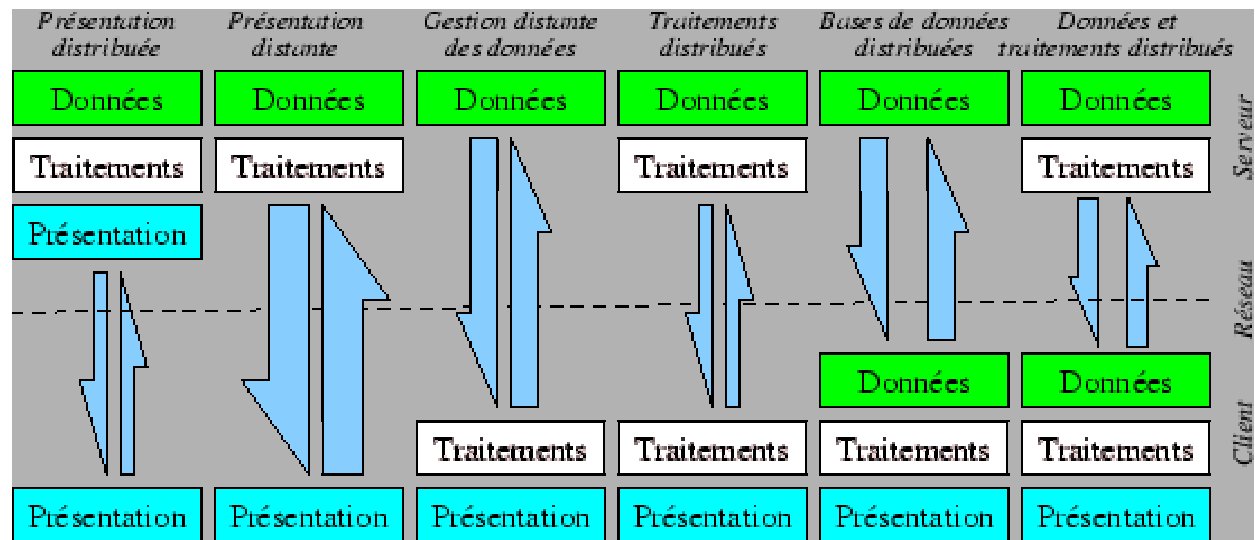 Présentation
distribuée
Présentation
distante
Gestion distante
des données
Traitements
distribués
Bases de données
distribuées
Données et
traitements distribués
Données
Données
Données
Données
Données
Données
Traitements
Traitements
Traitements
Traitements
Présentation
Serveur
Réseau
Client
Données
Données
Traitements
Traitements
Traitements
Traitements
Présentation
Présentation
Présentation
Présentation
Présentation
Présentation